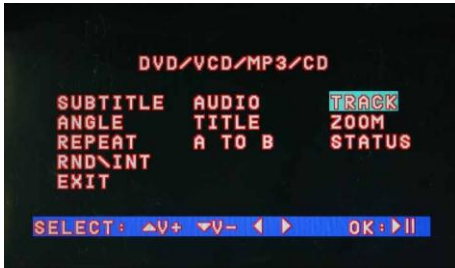 DVD/VCD/MP3/CD
SUBTITLE AUDIO TRACK
ANGLE TITLE ZOOM
REPEAT A TO B STATUS
RND\INT
EXIT
SELECT: ▲V+ ▼V- ◀ ▶ OK:▶II